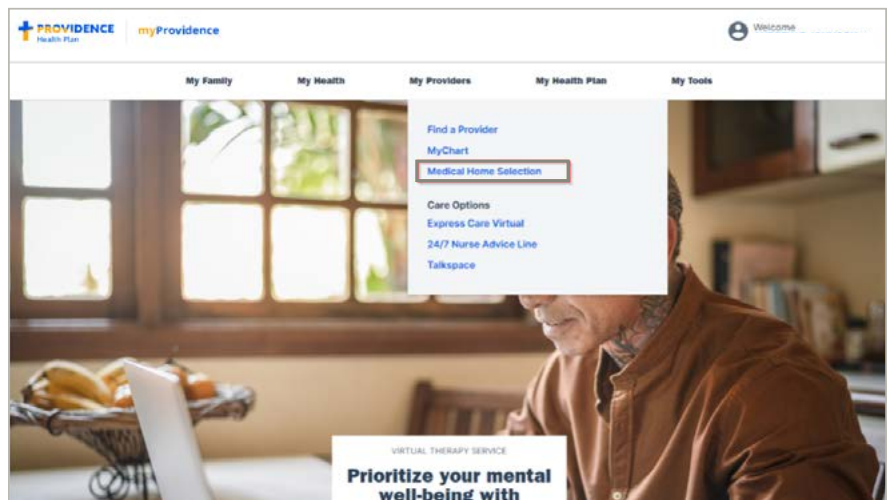 PROVIDENCE
Health Plan
myProvidence
Welcome
My Family
My Health
My Providers
My Health Plan
My Tools
Find a Provider
MyChart
Medical Home Selection
Care Options
Express Care Virtual
24/7 Nurse Advice Line
Talkspace
VIRTUAL THERAPY SERVICE
Prioritize your mental
well-being with